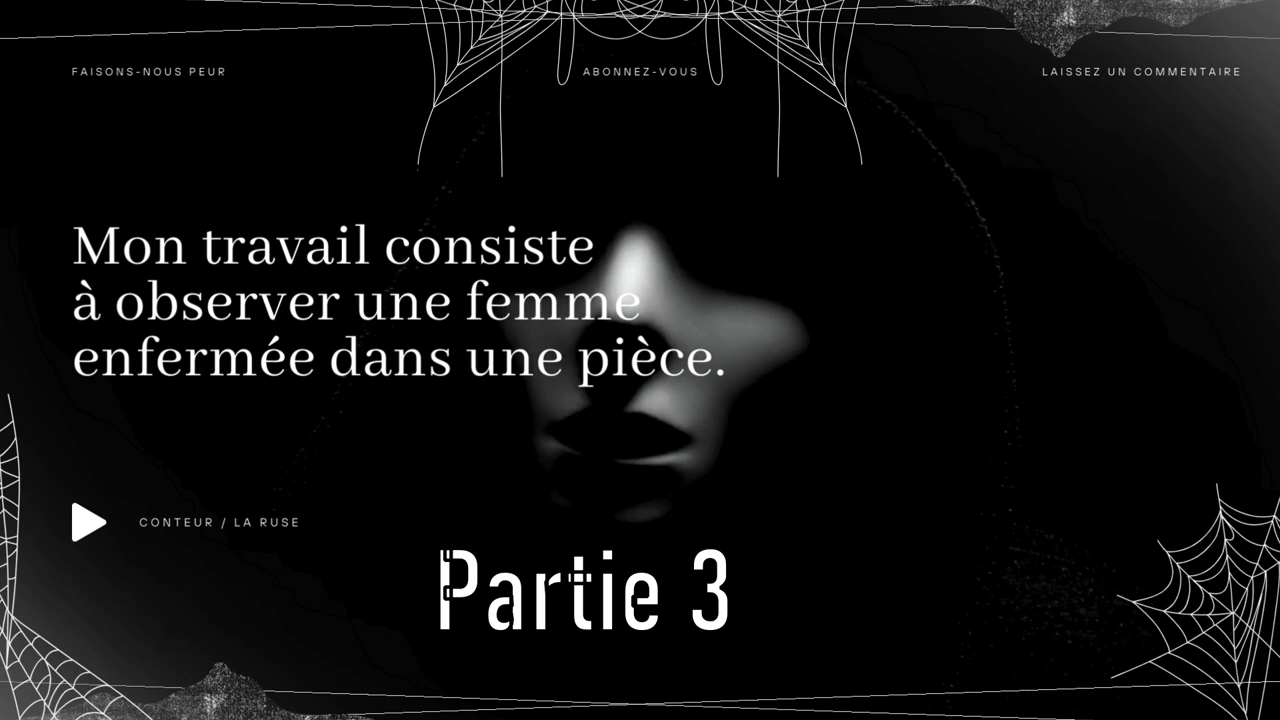 FAISONS-NOUS PEUR
ABONNEZ-VOUS
LAISSEZ UN COMMENTAIRE
Mon travail consiste
à observer une femme
enfermée dans une pièce.
CONTEUR / LA RUSE
Partie 3